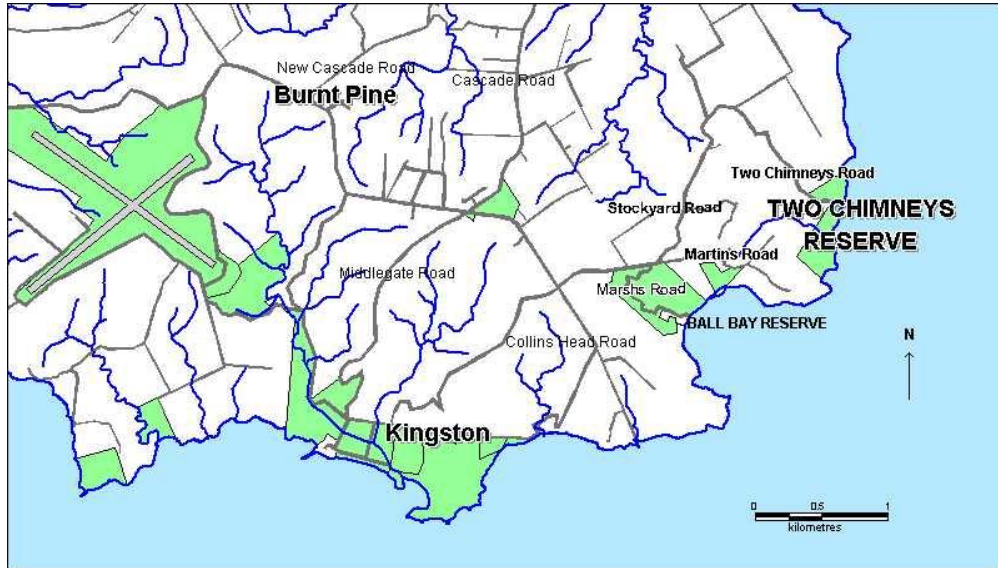 New Cascade Road
Cascade Road
Burnt Pine
Two Chimneys Road
Stockyard Road
TWO CHIMNEYS
RESERVE
Martins Road
Middlegate Road
Marshs Road
BALL BAY RESERVE
Collins Head Road
N
Kingston
0 0.5 1
kilometres